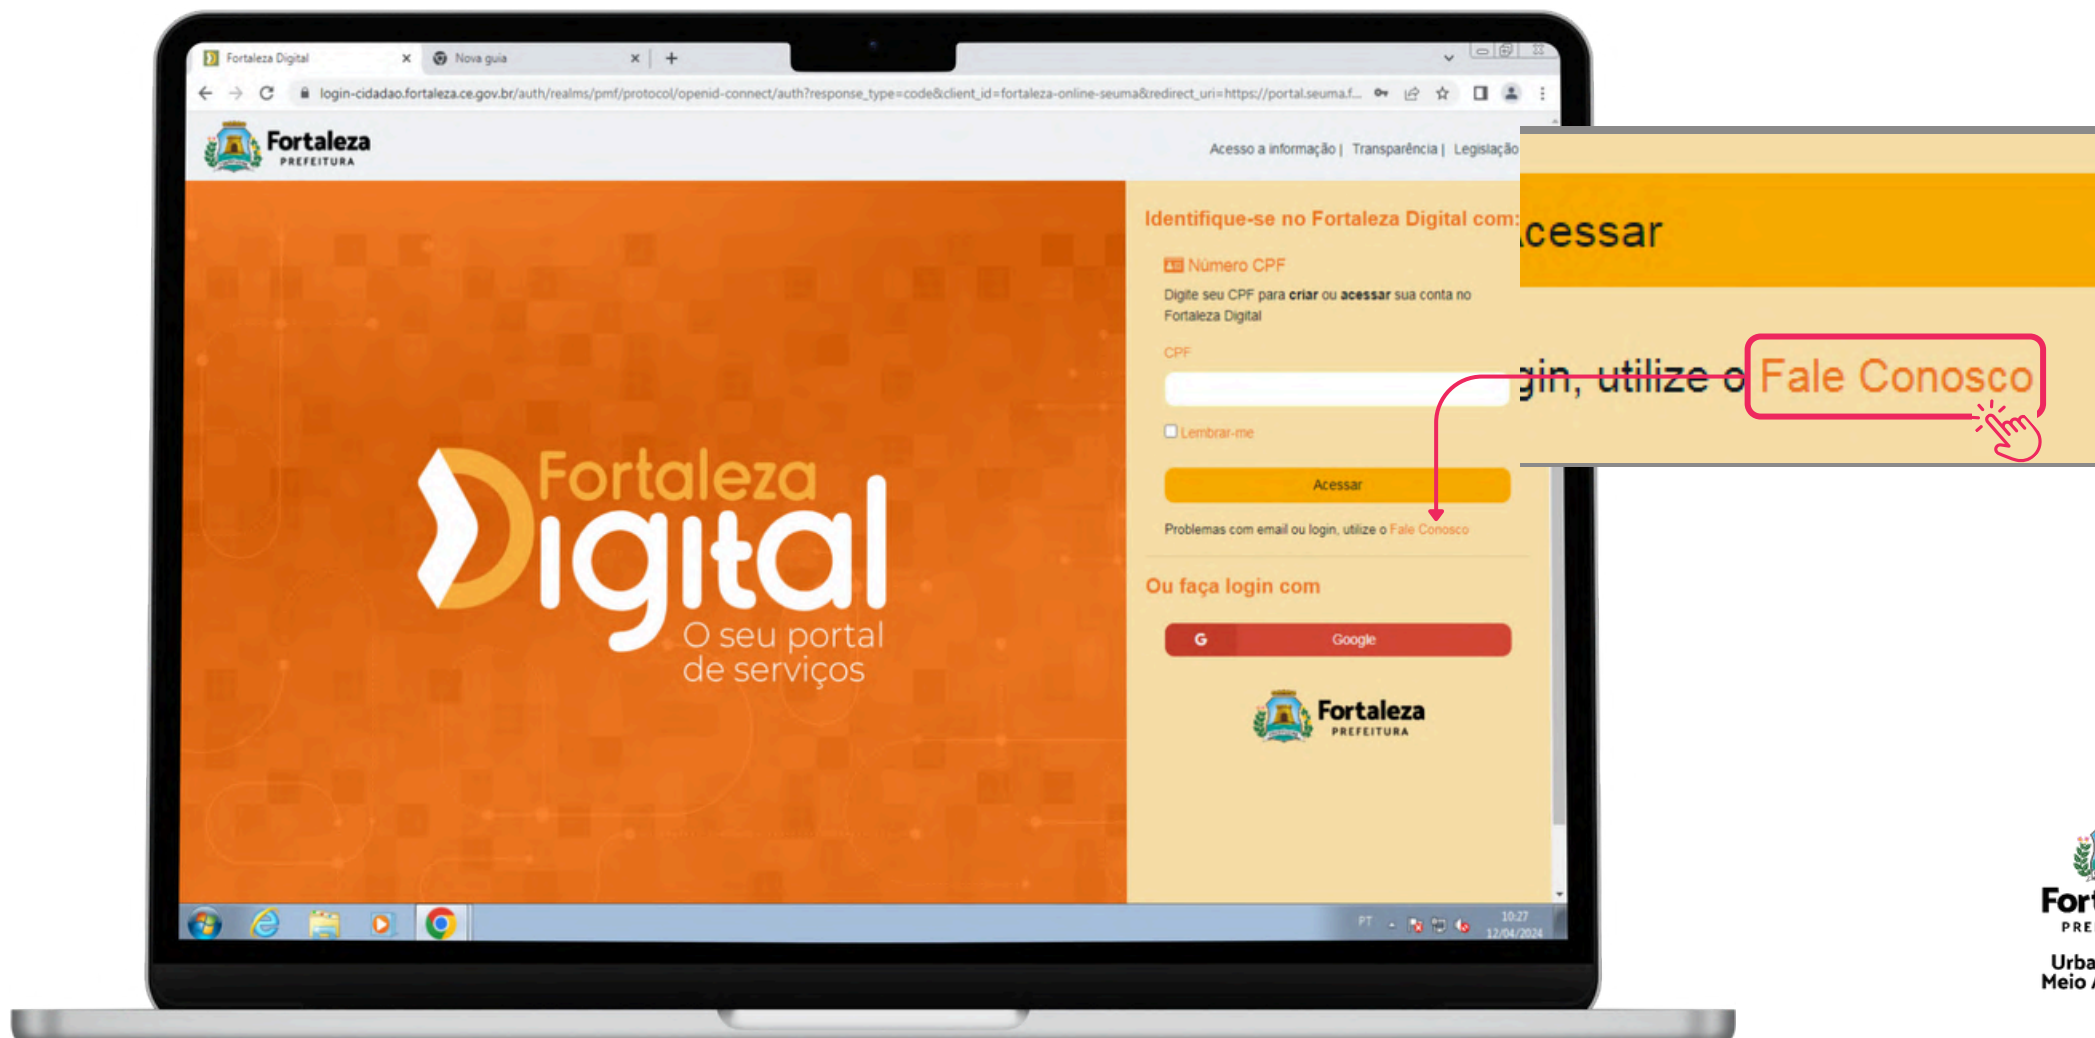 Fortaleza Digital
Nova guia
login-cidadao.fortaleza.ce.gov.br/auth/realms/pmf/protocol/openid-connect/auth?response_type=code&client_id=fortaleza-online-seuma&redirect_uri=https://portal.seuma.f...
Fortaleza
PREFEITURA
Acesso a informação | Transparência | Legislação
Identifique-se no Fortaleza Digital com:
Número CPF
Digite seu CPF para criar ou acessar sua conta no
Fortaleza Digital
CPF
Lembrar-me
Acessar
Problemas com email ou login, utilize o Fale Conosco
Ou faça login com
G Google
Fortaleza
PREFEITURA
Fortaleza
Digital
O seu portal
de serviços
cessar
gin, utilize o Fale Conosco
PT
10:27
12/04/2024
Fort
PRE
Urba
Meio